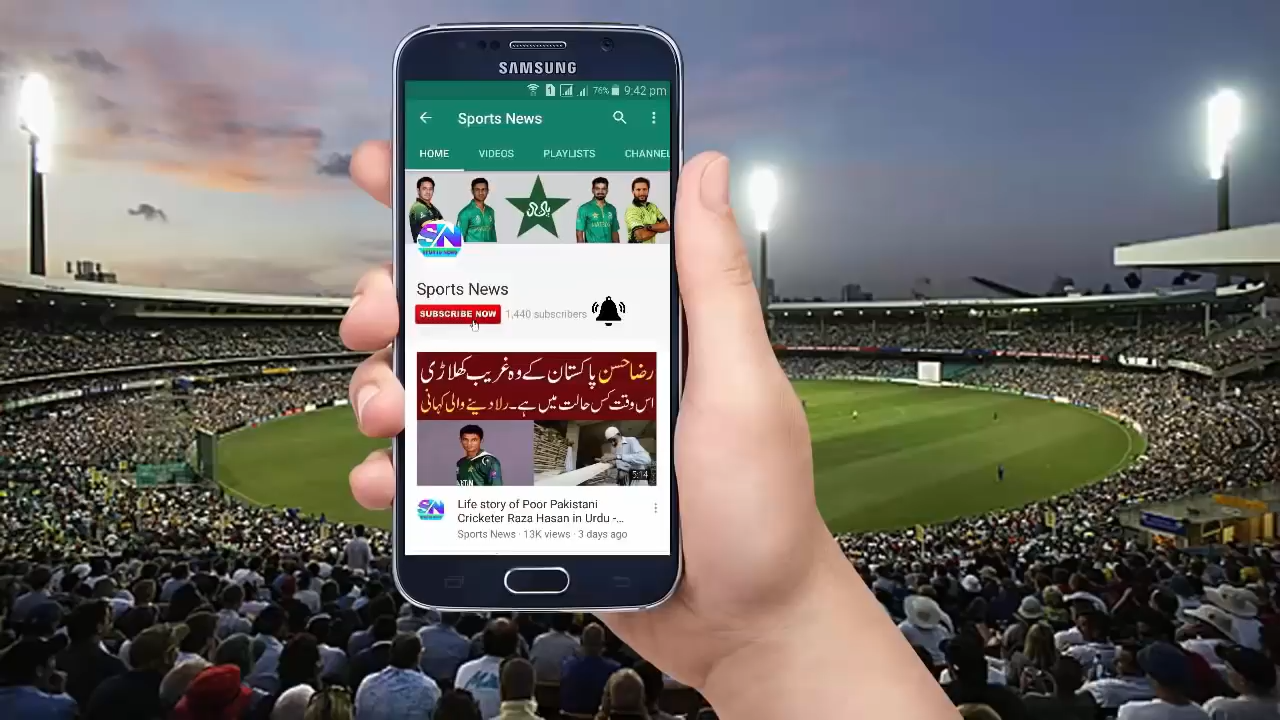 SAMSUNG
76% 9:42 pm
Sports News
HOME VIDEOS PLAYLISTS CHANNEL
SN
Sports News
SUBSCRIBE NOW 1,440 subscribers
رضا حسن پاکستان کے وہ غریب کھلاڑی
اس وقت کس حالت میں ہے۔رلا دینے والی کہانی
5:14
SN
Life story of Poor Pakistani
Cricketer Raza Hasan in Urdu -...
Sports News · 13K views · 3 days ago